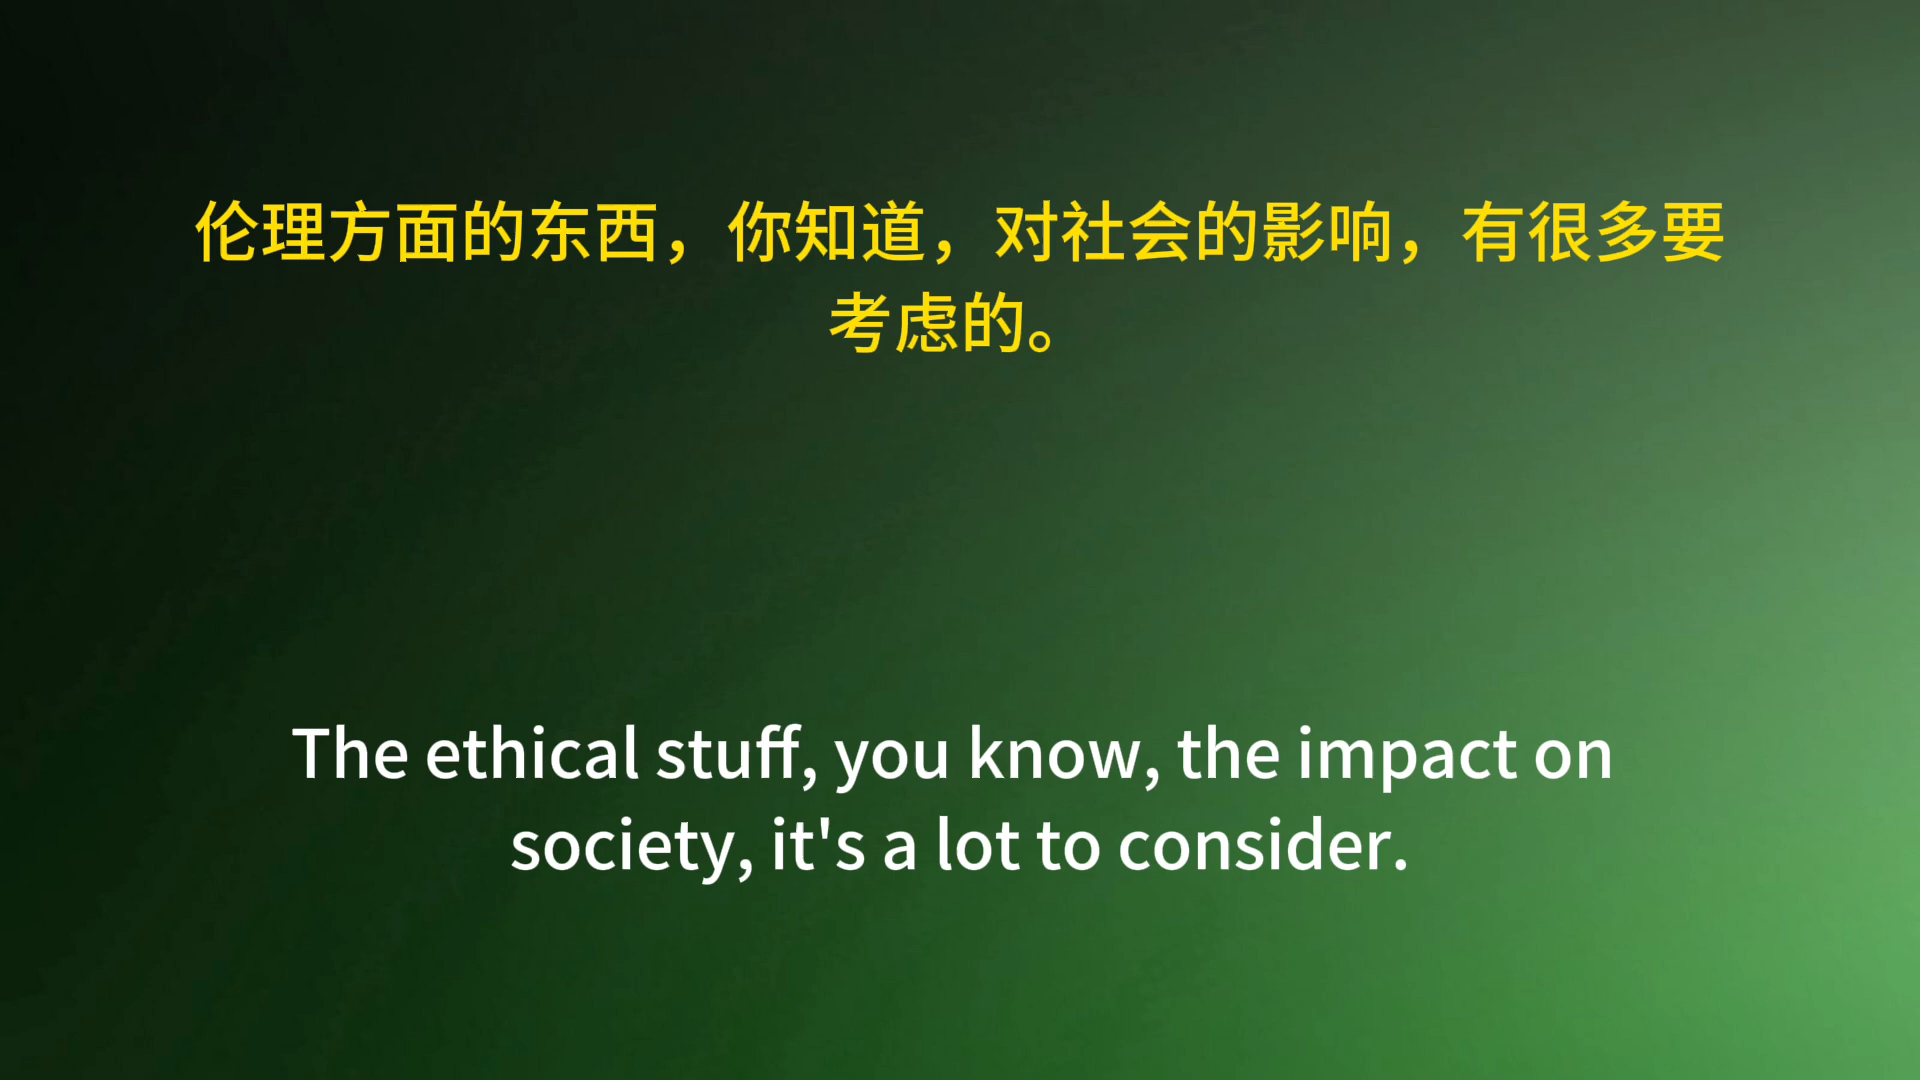 伦理方面的东西，你知道，对社会的影响，有很多要
考虑的。
The ethical stuff, you know, the impact on
society, it's a lot to consider.